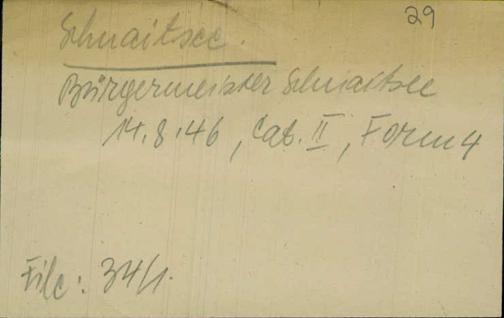 29
Schnaitsee.
Bürgermeister Schnaitsee
14.8.46, Cat. II, Form 4
File: 34/1.